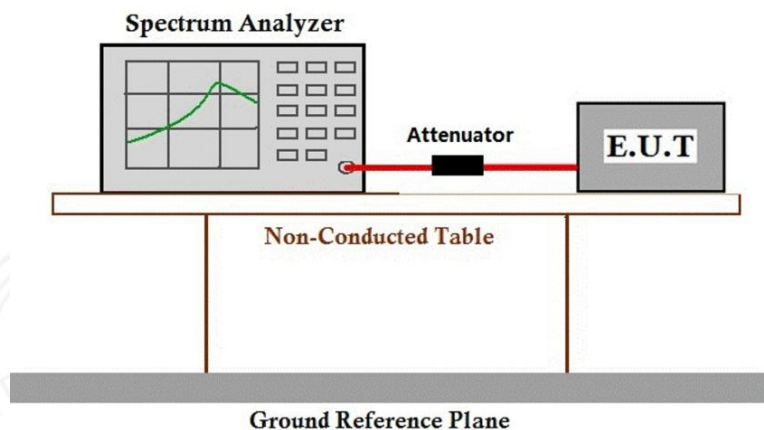 Spectrum Analyzer
Attenuator
E.U.T
Non-Conducted Table
Ground Reference Plane